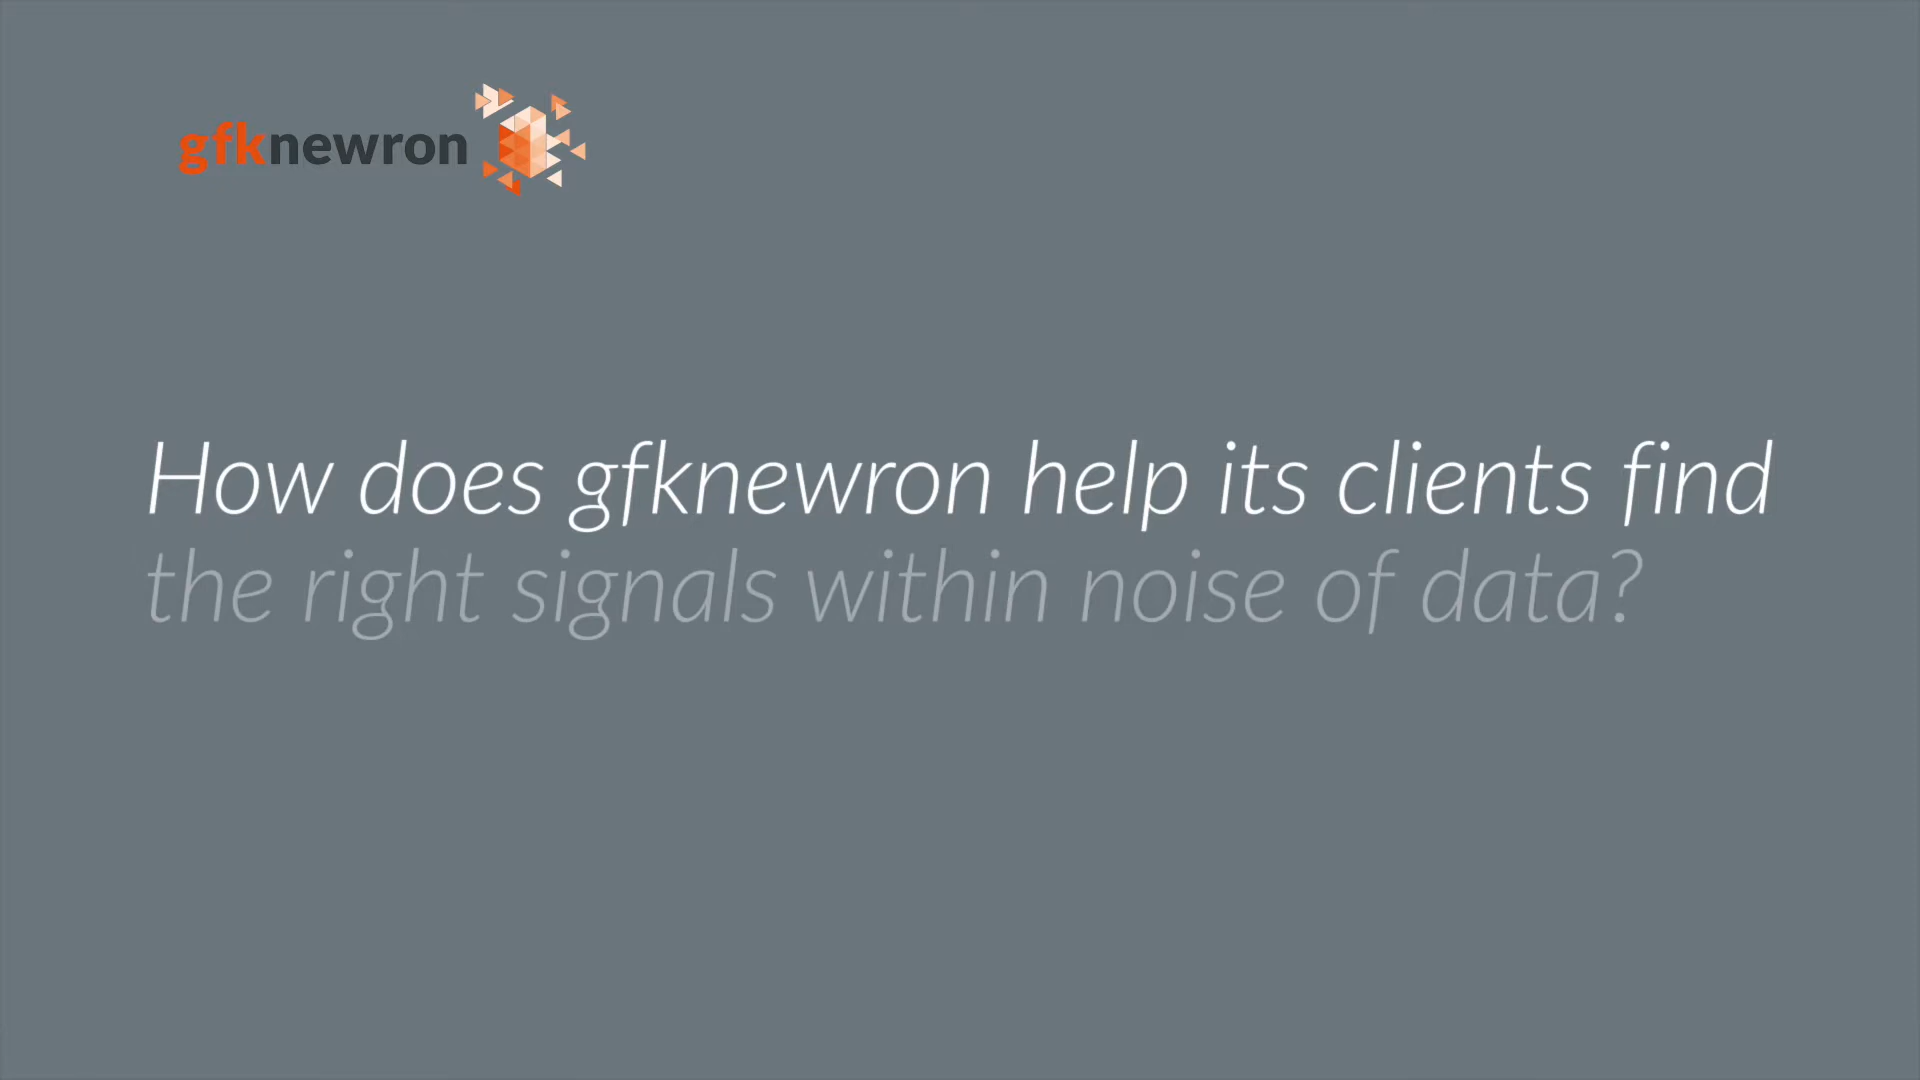 gfknewron
How does gfknewron help its clients find
the right signals within noise of data?